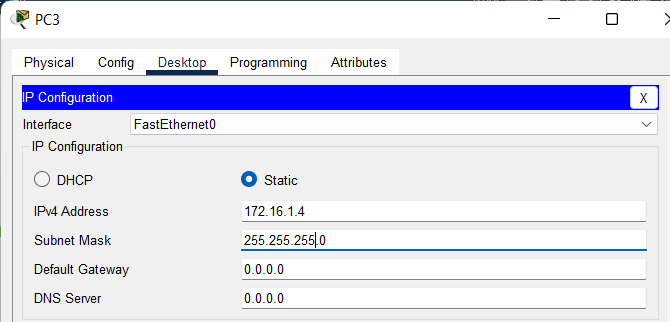 PC3
Physical Config Desktop Programming Attributes
IP Configuration X
Interface FastEthernet0
IP Configuration
DHCP Static
IPv4 Address 172.16.1.4
Subnet Mask 255.255.255.0
Default Gateway 0.0.0.0
DNS Server 0.0.0.0